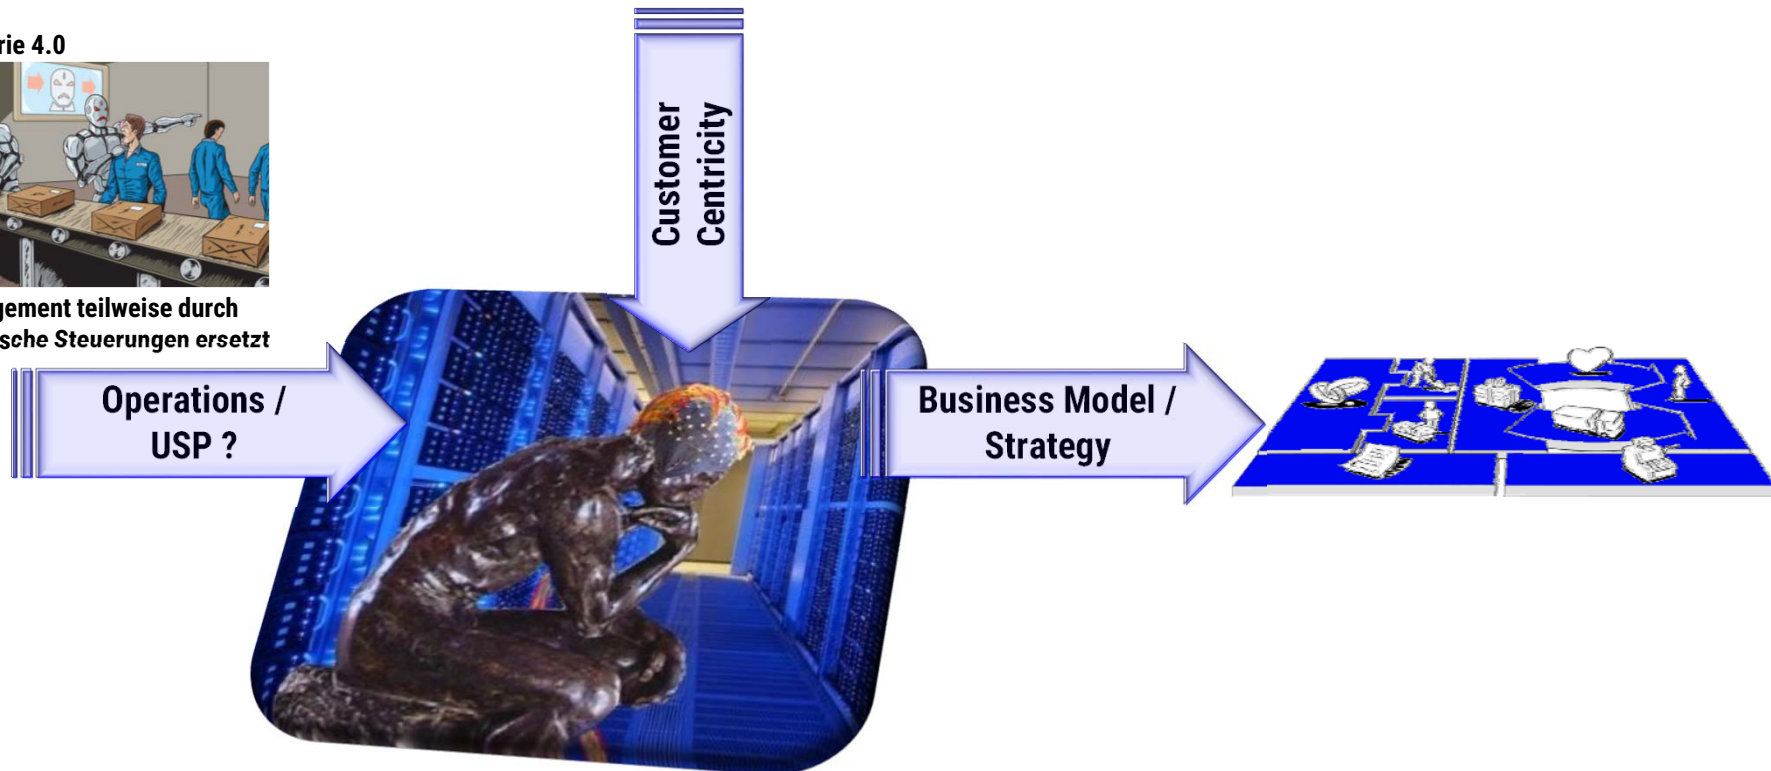 rie 4.0
Customer
Centricity
gement teilweise durch
sche Steuerungen ersetzt
Operations /
USP ?
Business Model /
Strategy